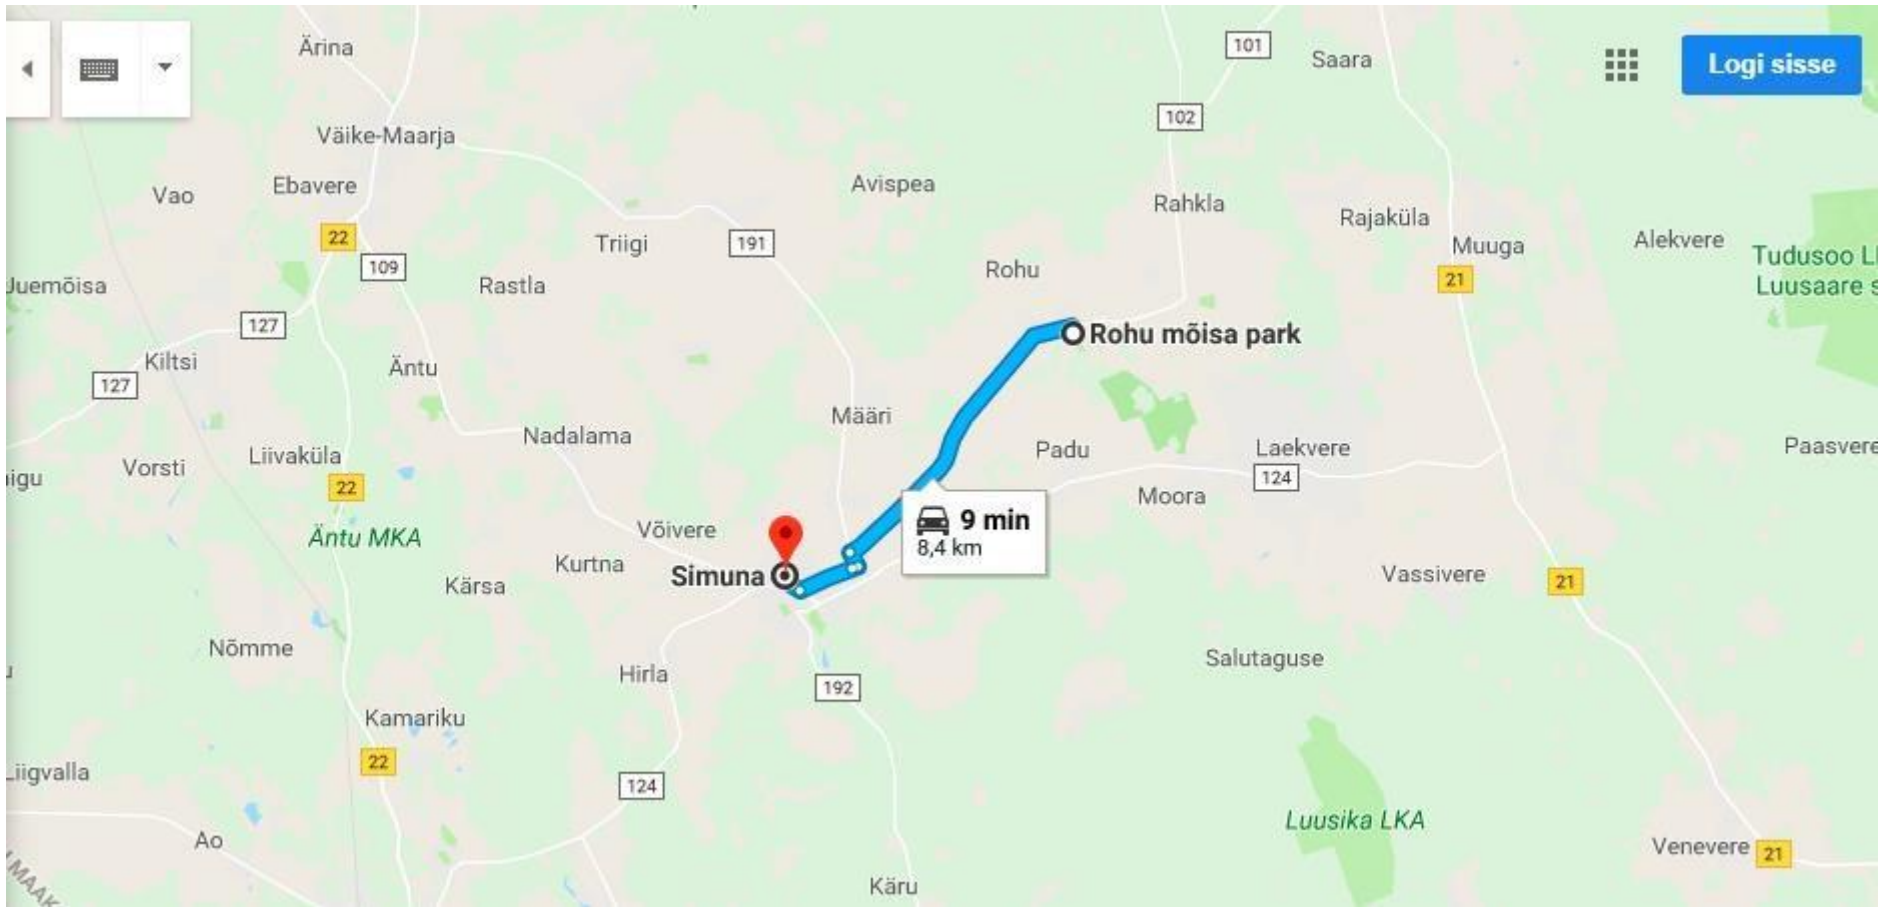 Ärina
101
Saara
Logi sisse
102
Väike-Maarja
Vao
Ebavere
Avispea
Rahkla
Rajaküla
22
Triigi
191
Muuga
Alekvere
109
Rohu
21
Tudusoo
Luusaare
Rastla
127
Rohu mõisa park
Kiltsi
127
Äntu
Määri
Nadalama
Padu
Laekvere
Paasvere
Vorsti
Liivaküla
124
22
Moora
9 min
8,4 km
Võivere
Äntu MKA
Kurtna
Simuna
Kärsa
Vassivere
21
Nõmme
Salutaguse
Hirla
192
Kamariku
22
Liigvalla
124
Luusika LKA
Ao
Venevere
21
Käru